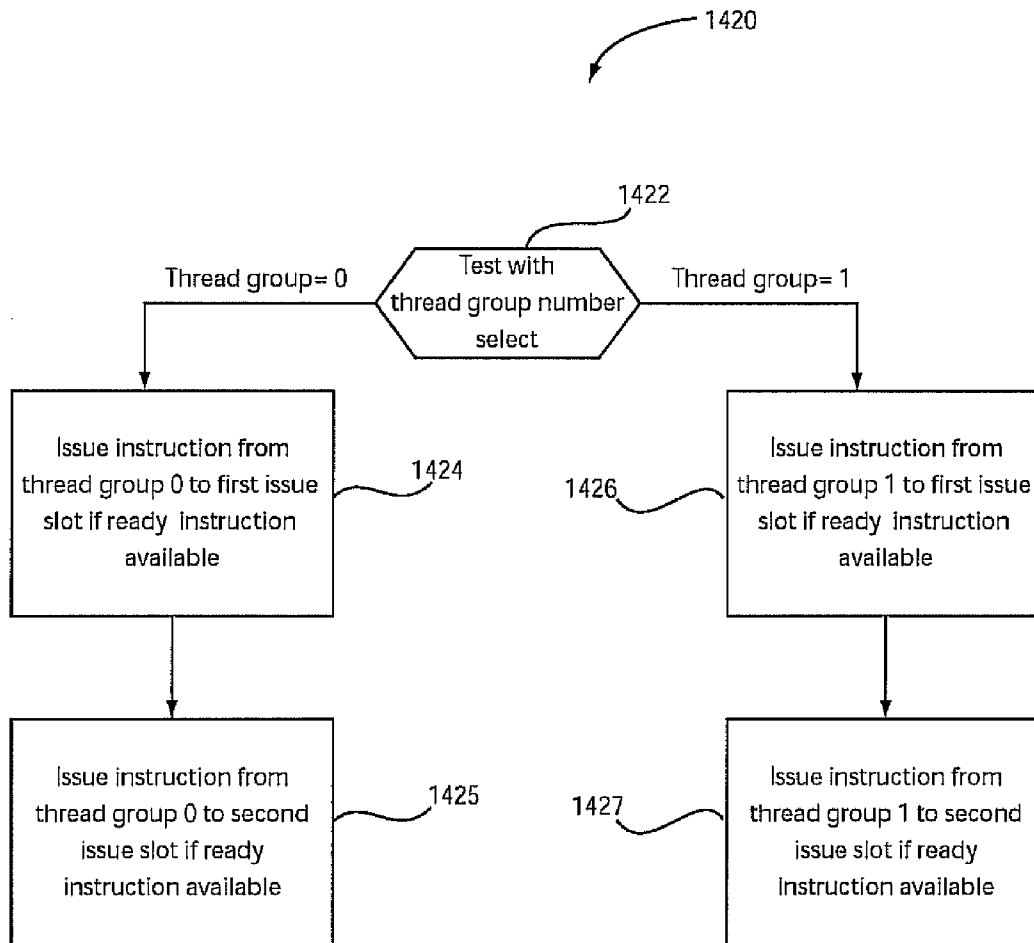 1420
1422
Thread group= 0
Test with
thread group number
select
Thread group= 1
Issue instruction from
thread group 0 to first issue
slot if ready instruction
available
1424
1426
Issue instruction from
thread group 1 to first issue
slot if ready instruction
available
Issue instruction from
thread group 0 to second
issue slot if ready
instruction available
1425
1427
Issue instruction from
thread group 1 to second
issue slot if ready
instruction available